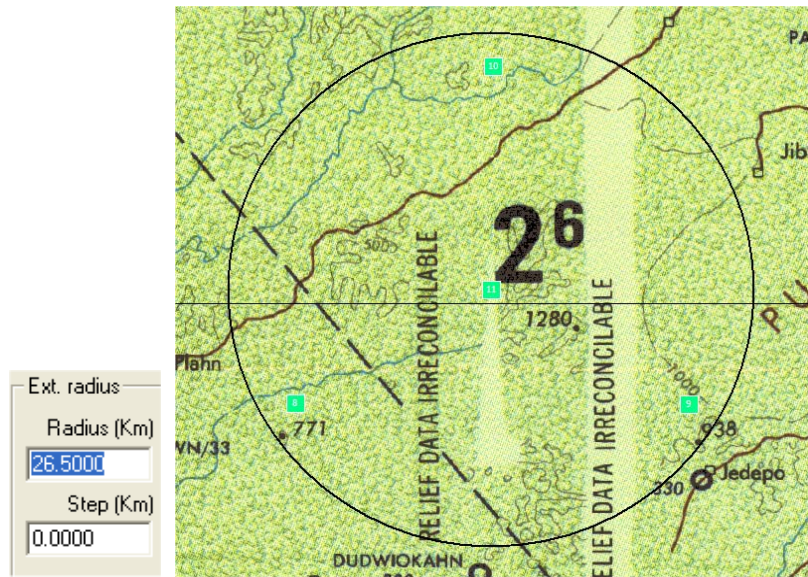 Ext. radius
Radius (Km)
26.5000
Step (Km)
0.0000
10
PA
Jib
500
2⁶
11
1280
RELIEF DATA IRRECONCILABLE
RELIEF DATA IRRECONCILABLE
P U
Plahn
1000
8
9
771
938
WN/33
Jedepo
330
DUDWIOKAHN